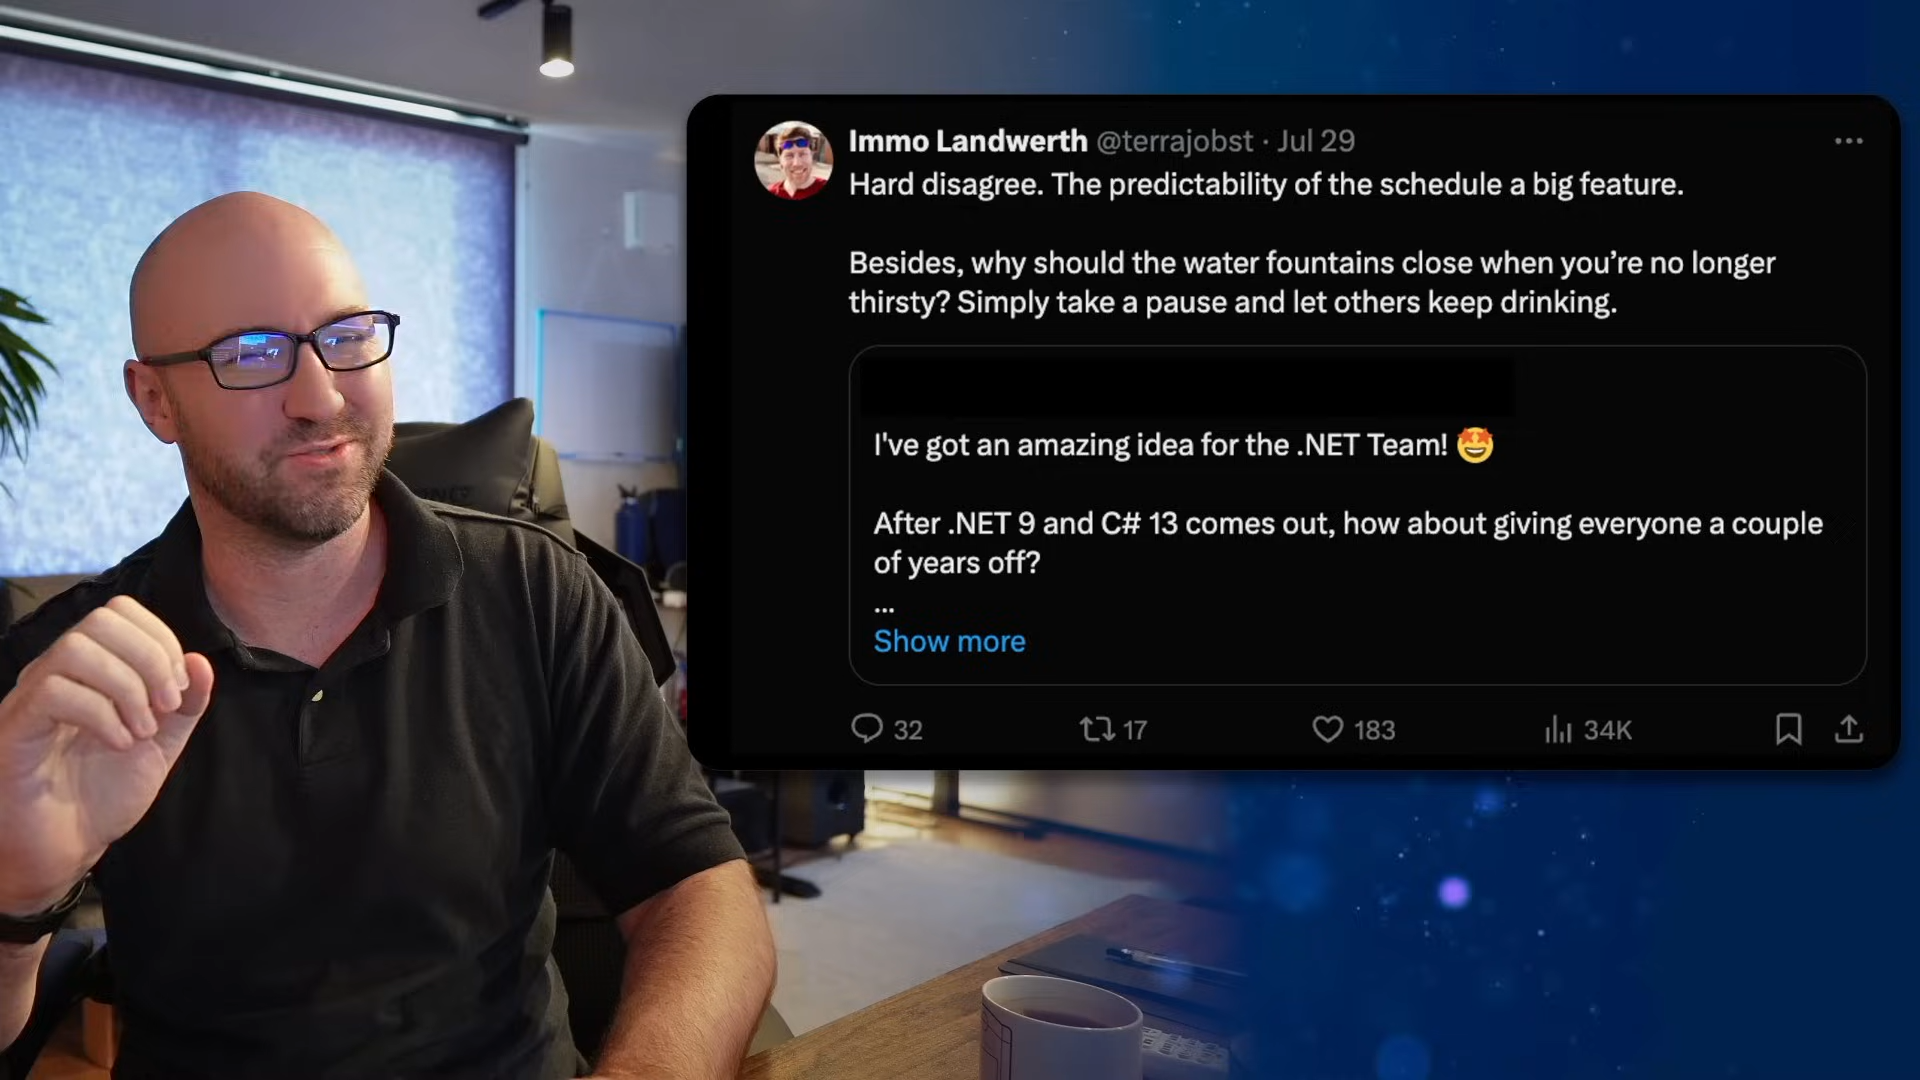 Immo Landwerth @terrajobst · Jul 29
Hard disagree. The predictability of the schedule a big feature.
Besides, why should the water fountains close when you’re no longer
thirsty? Simply take a pause and let others keep drinking.
I've got an amazing idea for the .NET Team! 🤩
After .NET 9 and C# 13 comes out, how about giving everyone a couple
of years off?
...
Show more
32 17 183 34K